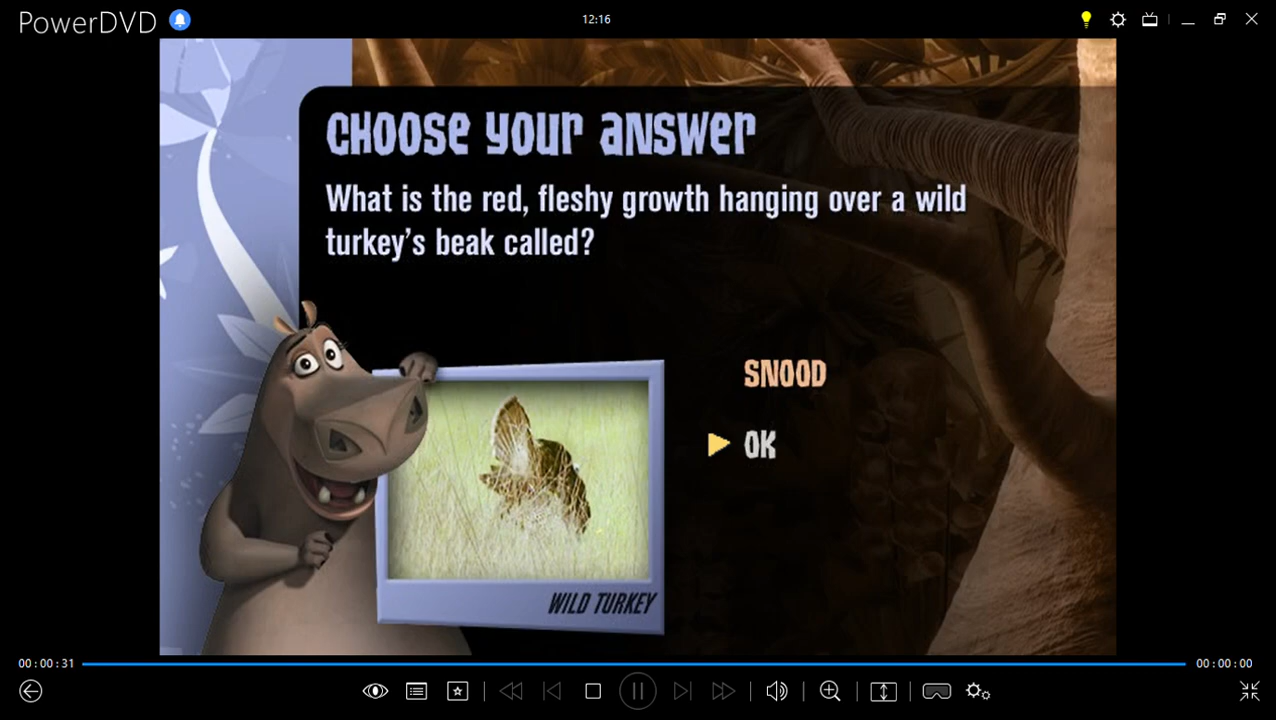 PowerDVD
12:16
CHOOSE YOUR ANSWER
What is the red, fleshy growth hanging over a wild
turkey's beak called?
SNOOD
OK
WILD TURKEY
00:00:31
00:00:00